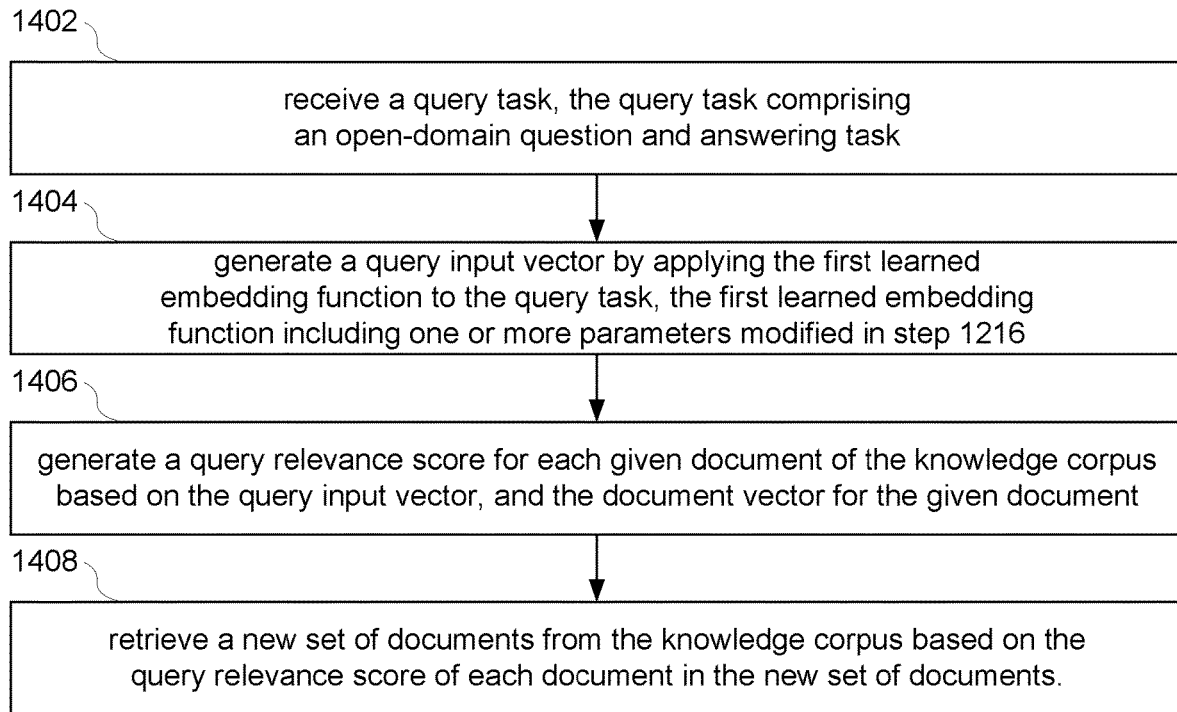 1402
receive a query task, the query task comprising
an open-domain question and answering task
1404
generate a query input vector by applying the first learned
embedding function to the query task, the first learned embedding
function including one or more parameters modified in step 1216
1406
generate a query relevance score for each given document of the knowledge corpus
based on the query input vector, and the document vector for the given document
1408
retrieve a new set of documents from the knowledge corpus based on the
query relevance score of each document in the new set of documents.